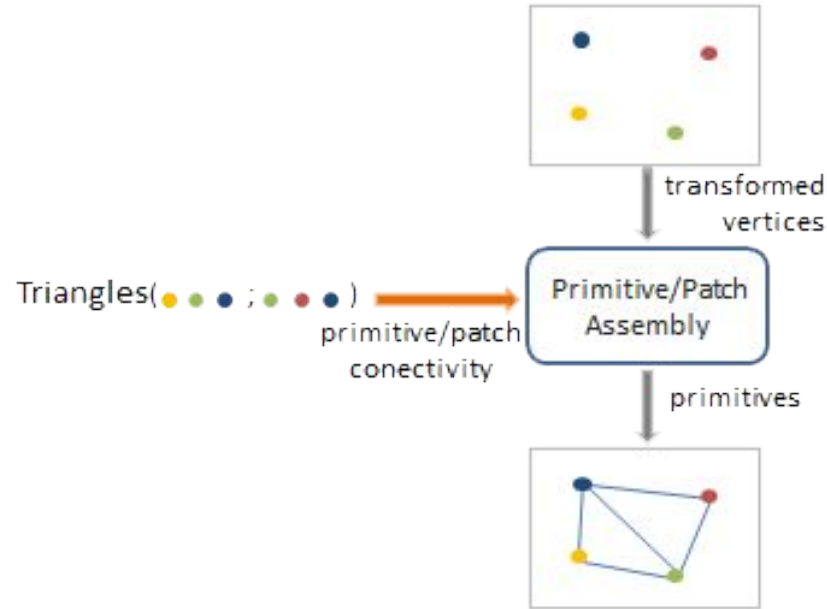 transformed
vertices
Triangles( ; )
primitive/patch
conectivity
Primitive/Patch
Assembly
primitives